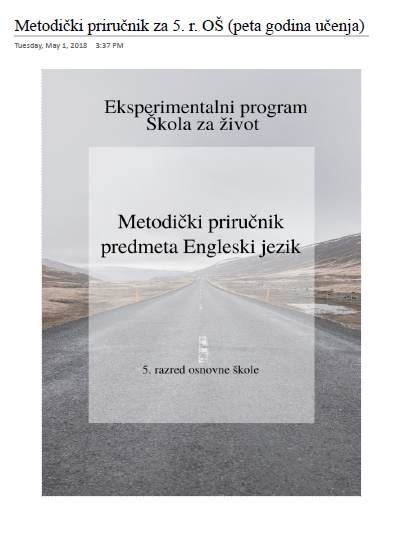 Metodički priručnik za 5. r. OŠ (peta godina učenja)
Tuesday, May 1, 2018 3:37 PM
Eksperimentalni program
Škola za život
Metodički priručnik
predmeta Engleski jezik
5. razred osnovne škole